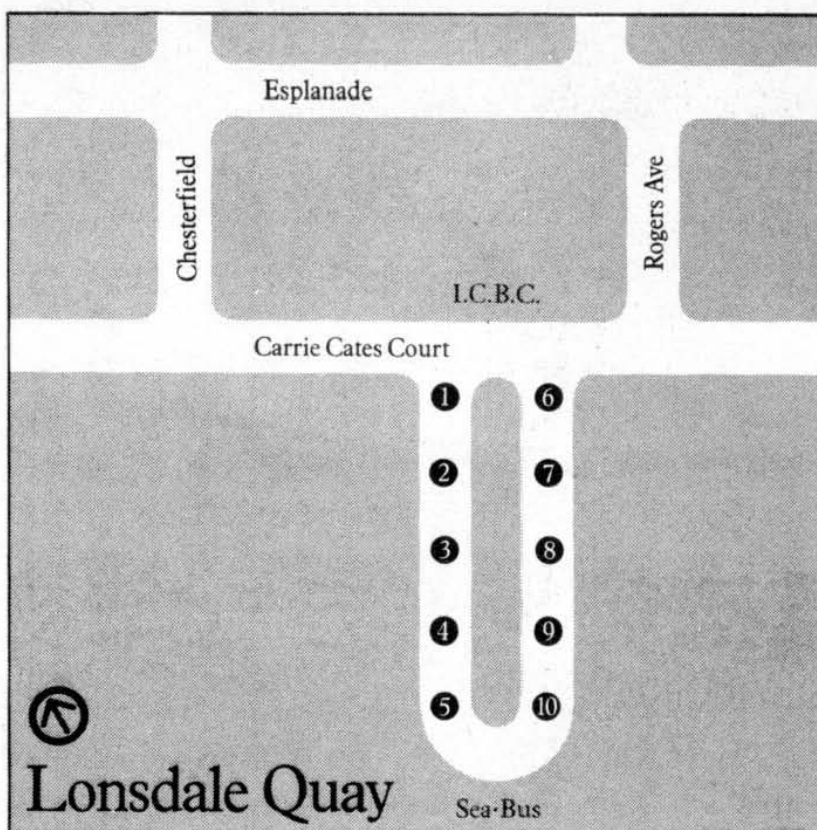 Esplanade
Chesterfield
Rogers Ave
I.C.B.C.
Carrie Cates Court
1
6
2
7
3
8
4
9
5
10
Lonsdale Quay
Sea·Bus